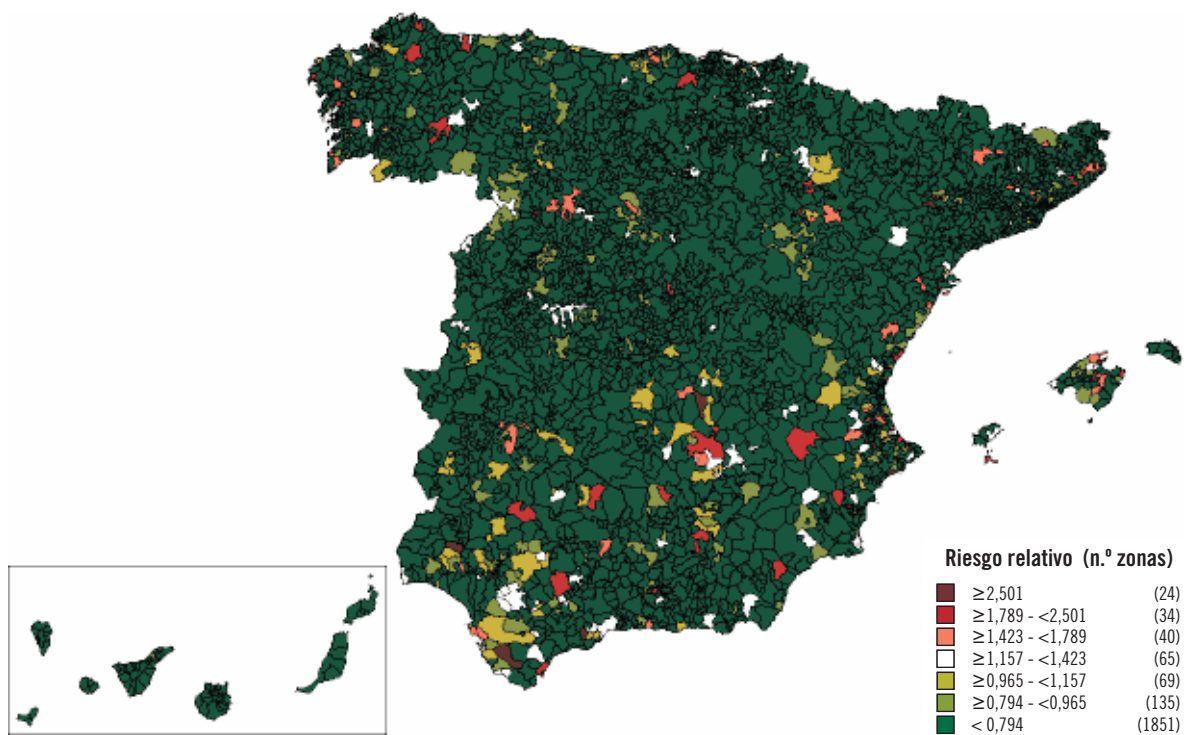 Riesgo relativo (n.º zonas)
≥2,501 (24)
≥1,789 - <2,501 (34)
≥1,423 - <1,789 (40)
≥1,157 - <1,423 (65)
≥0,965 - <1,157 (69)
≥0,794 - <0,965 (135)
< 0,794 (1851)